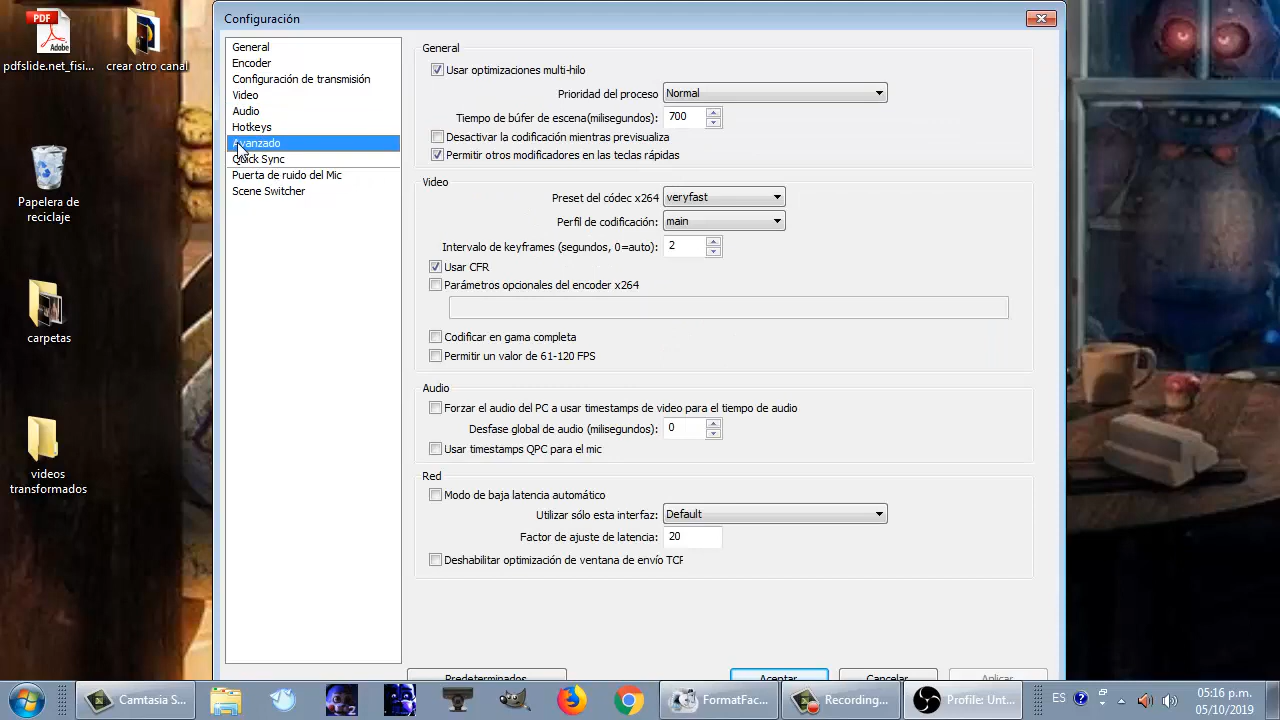 Configuración
PDF
Adobe
pdfslide.net_fisi...
crear otro canal
Papelera de
reciclaje
carpetas
videos
transformados
General
Encoder
Configuración de transmisión
Video
Audio
Hotkeys
Avanzado
Quick Sync
Puerta de ruido del Mic
Scene Switcher
General
Usar optimizaciones multi-hilo
Prioridad del proceso Normal
Tiempo de búfer de escena(milisegundos): 700
Desactivar la codificación mientras previsualiza
Permitir otros modificadores en las teclas rápidas
Video
Preset del códec x264 veryfast
Perfil de codificación: main
Intervalo de keyframes (segundos, 0=auto): 2
Usar CFR
Parámetros opcionales del encoder x264
Codificar en gama completa
Permitir un valor de 61-120 FPS
Audio
Forzar el audio del PC a usar timestamps de video para el tiempo de audio
Desfase global de audio (milisegundos): 0
Usar timestamps QPC para el mic
Red
Modo de baja latencia automático
Utilizar sólo esta interfaz: Default
Factor de ajuste de latencia: 20
Deshabilitar optimización de ventana de envío TCP
Predeterminados
Aceptar
Cancelar
Aplicar
Camtasia S...
2
FormatFac...
Recording...
Profile: Unt...
ES
05:16 p.m.
05/10/2019